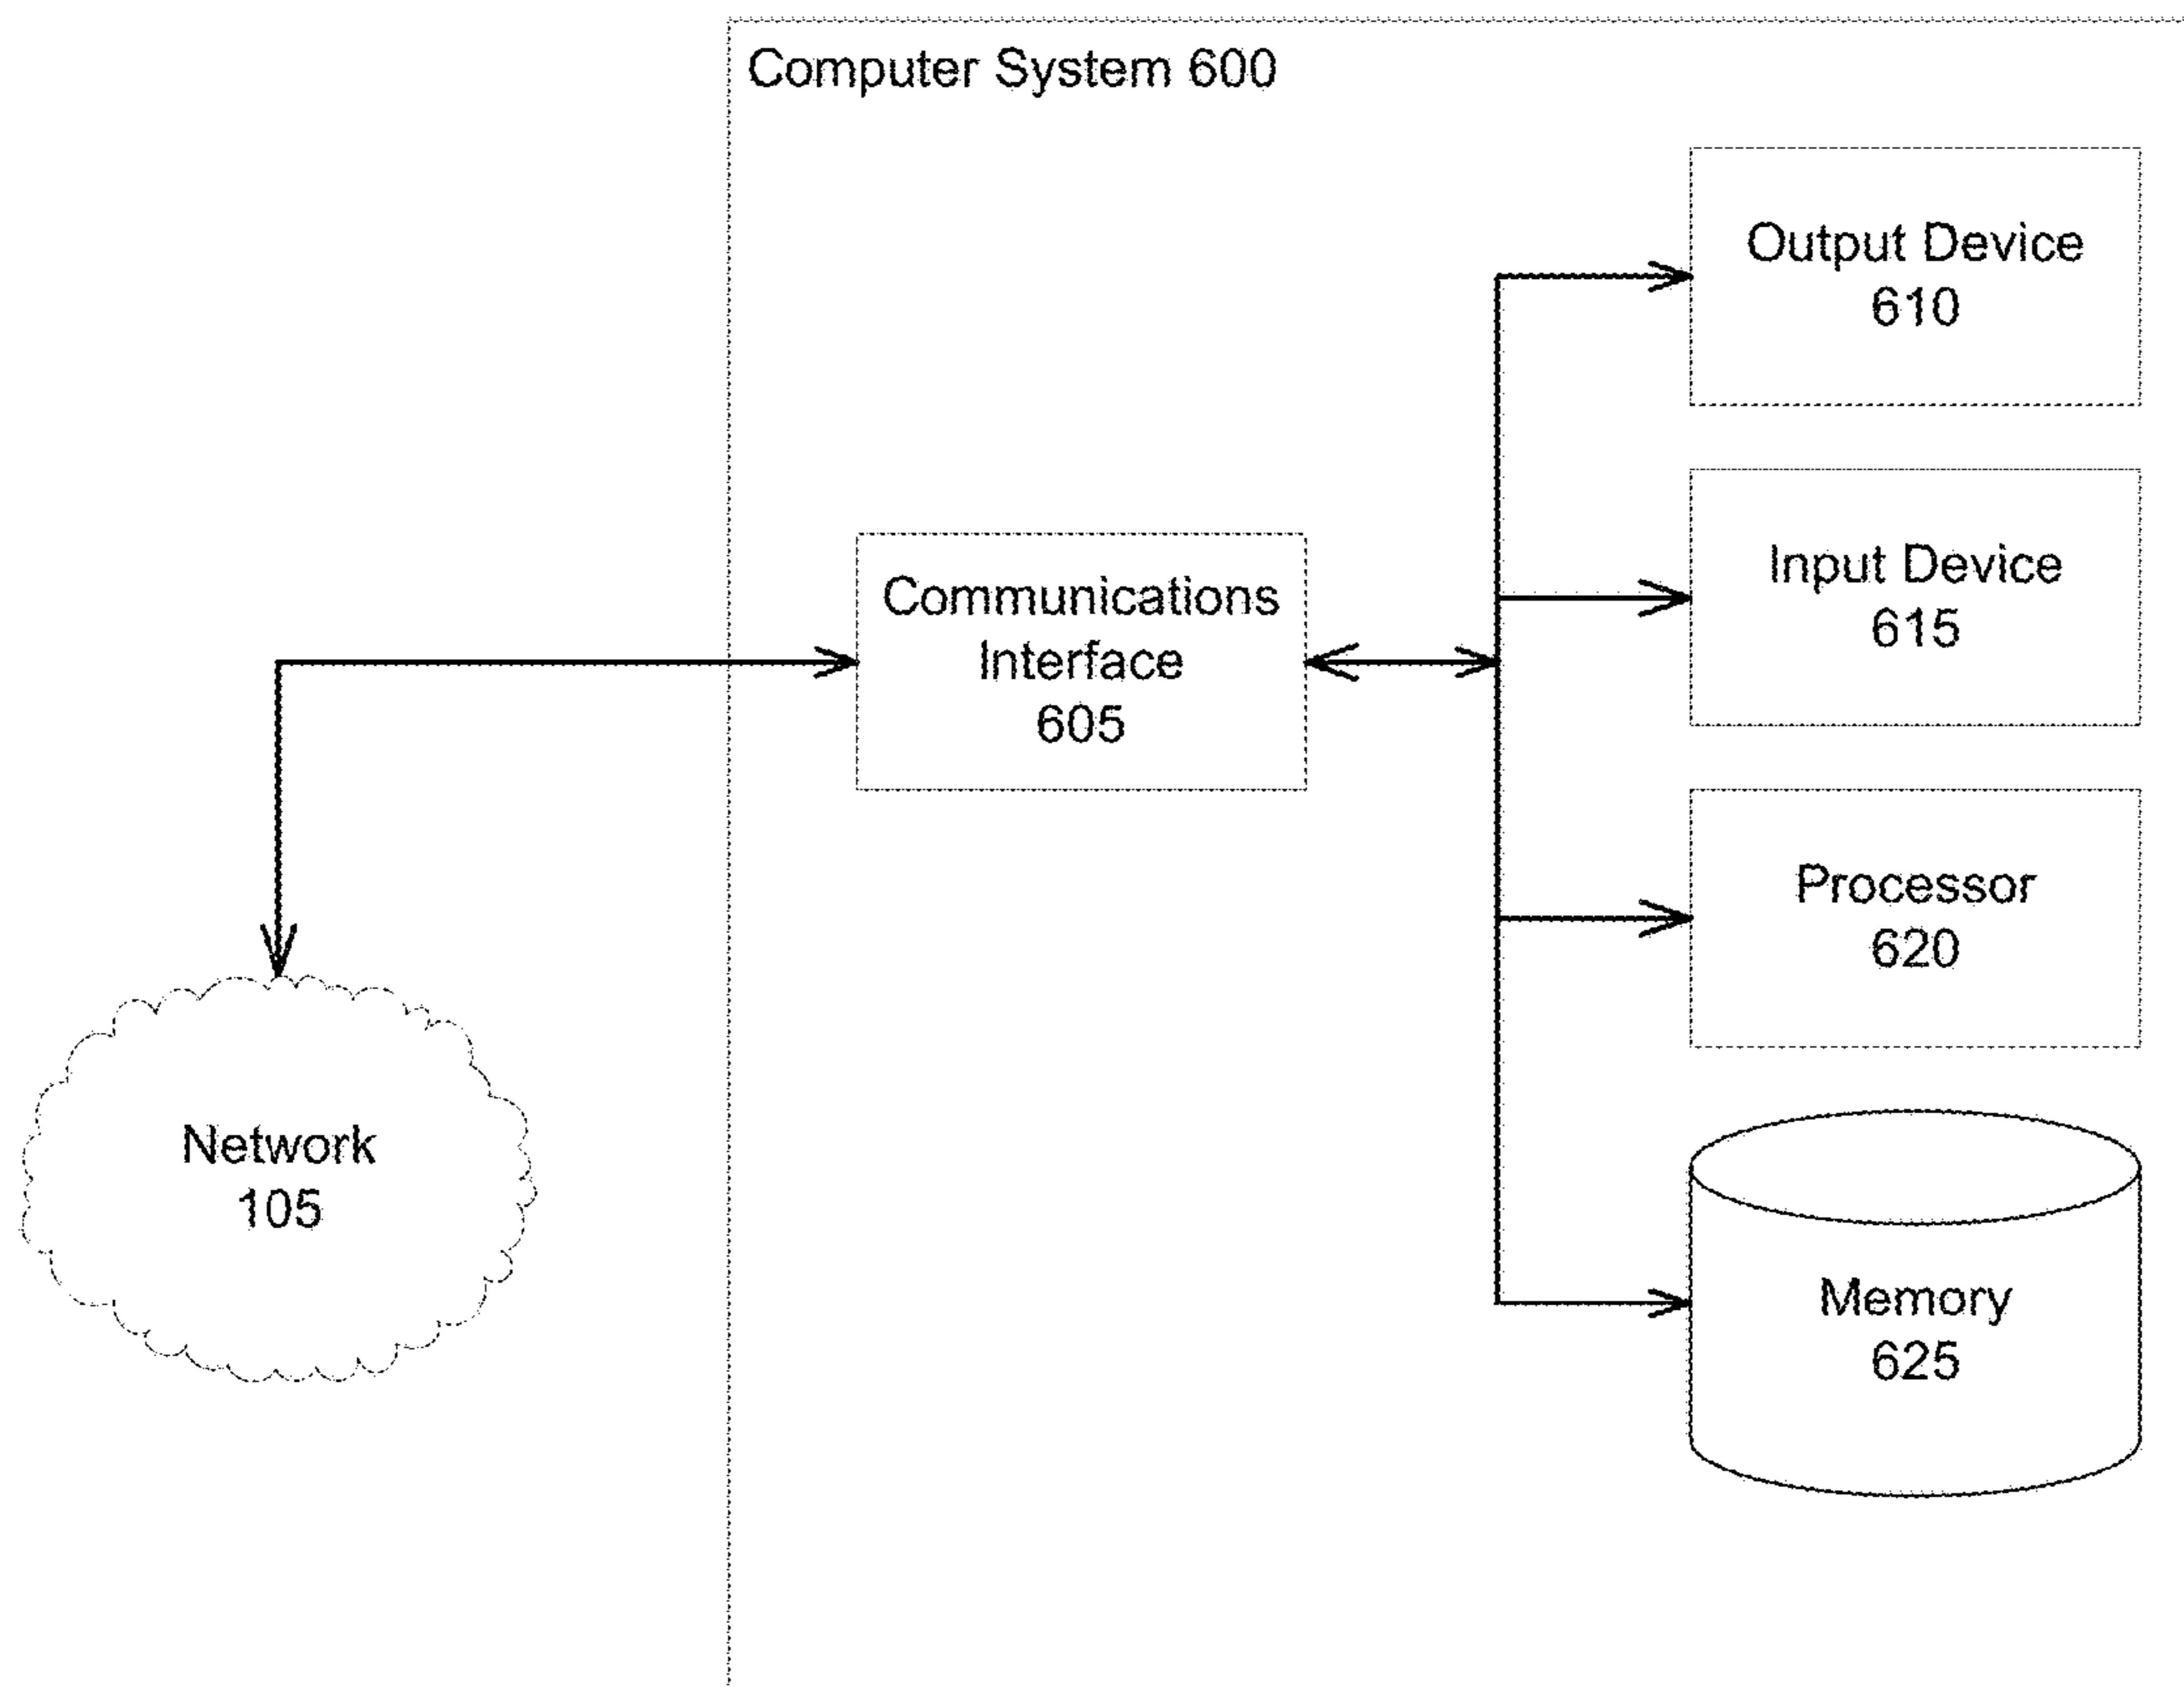 Computer System 600
Output Device
610
Input Device
615
Communications
Interface
605
Processor
620
Network
105
Memory
625